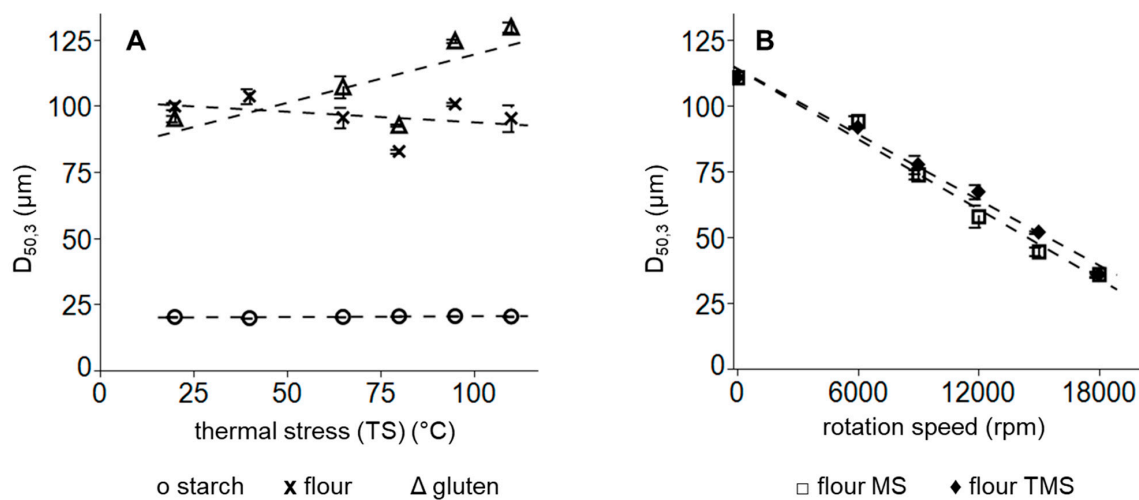 A
125
100
75
50
25
0
D50,3 (µm)
0 25 50 75 100
thermal stress (TS) (°C)
o starch x flour Δ gluten
B
125
100
75
50
25
0
D50,3 (µm)
0 6000 12000 18000
rotation speed (rpm)
□ flour MS ◆ flour TMS